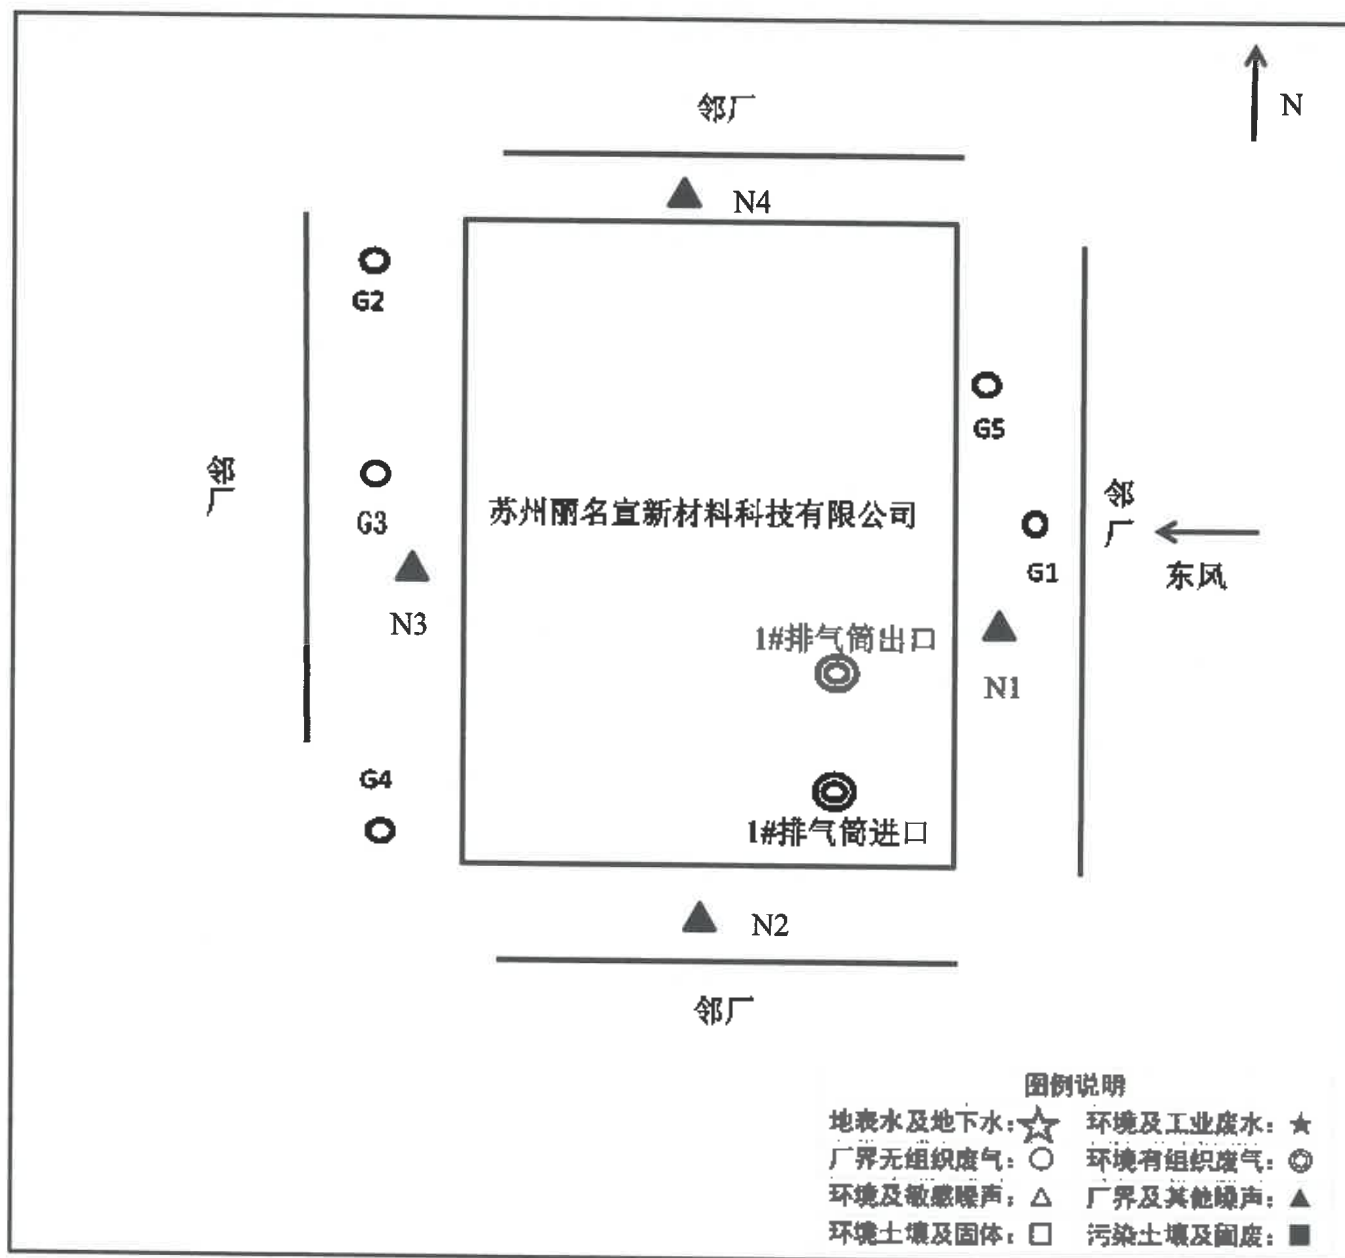 邻厂
N
N4
G2
G5
邻厂
G3
苏州丽名宣新材料科技有限公司
邻厂
G1
东风
N3
1#排气筒出口
N1
G4
1#排气筒进口
N2
邻厂
图例说明
地表水及地下水：☆ 环境及工业废水：★
厂界无组织废气：○ 环境有组织废气：◎
环境及敏感噪声：△ 厂界及其他噪声：▲
环境土壤及固体：□ 污染土壤及固废：■